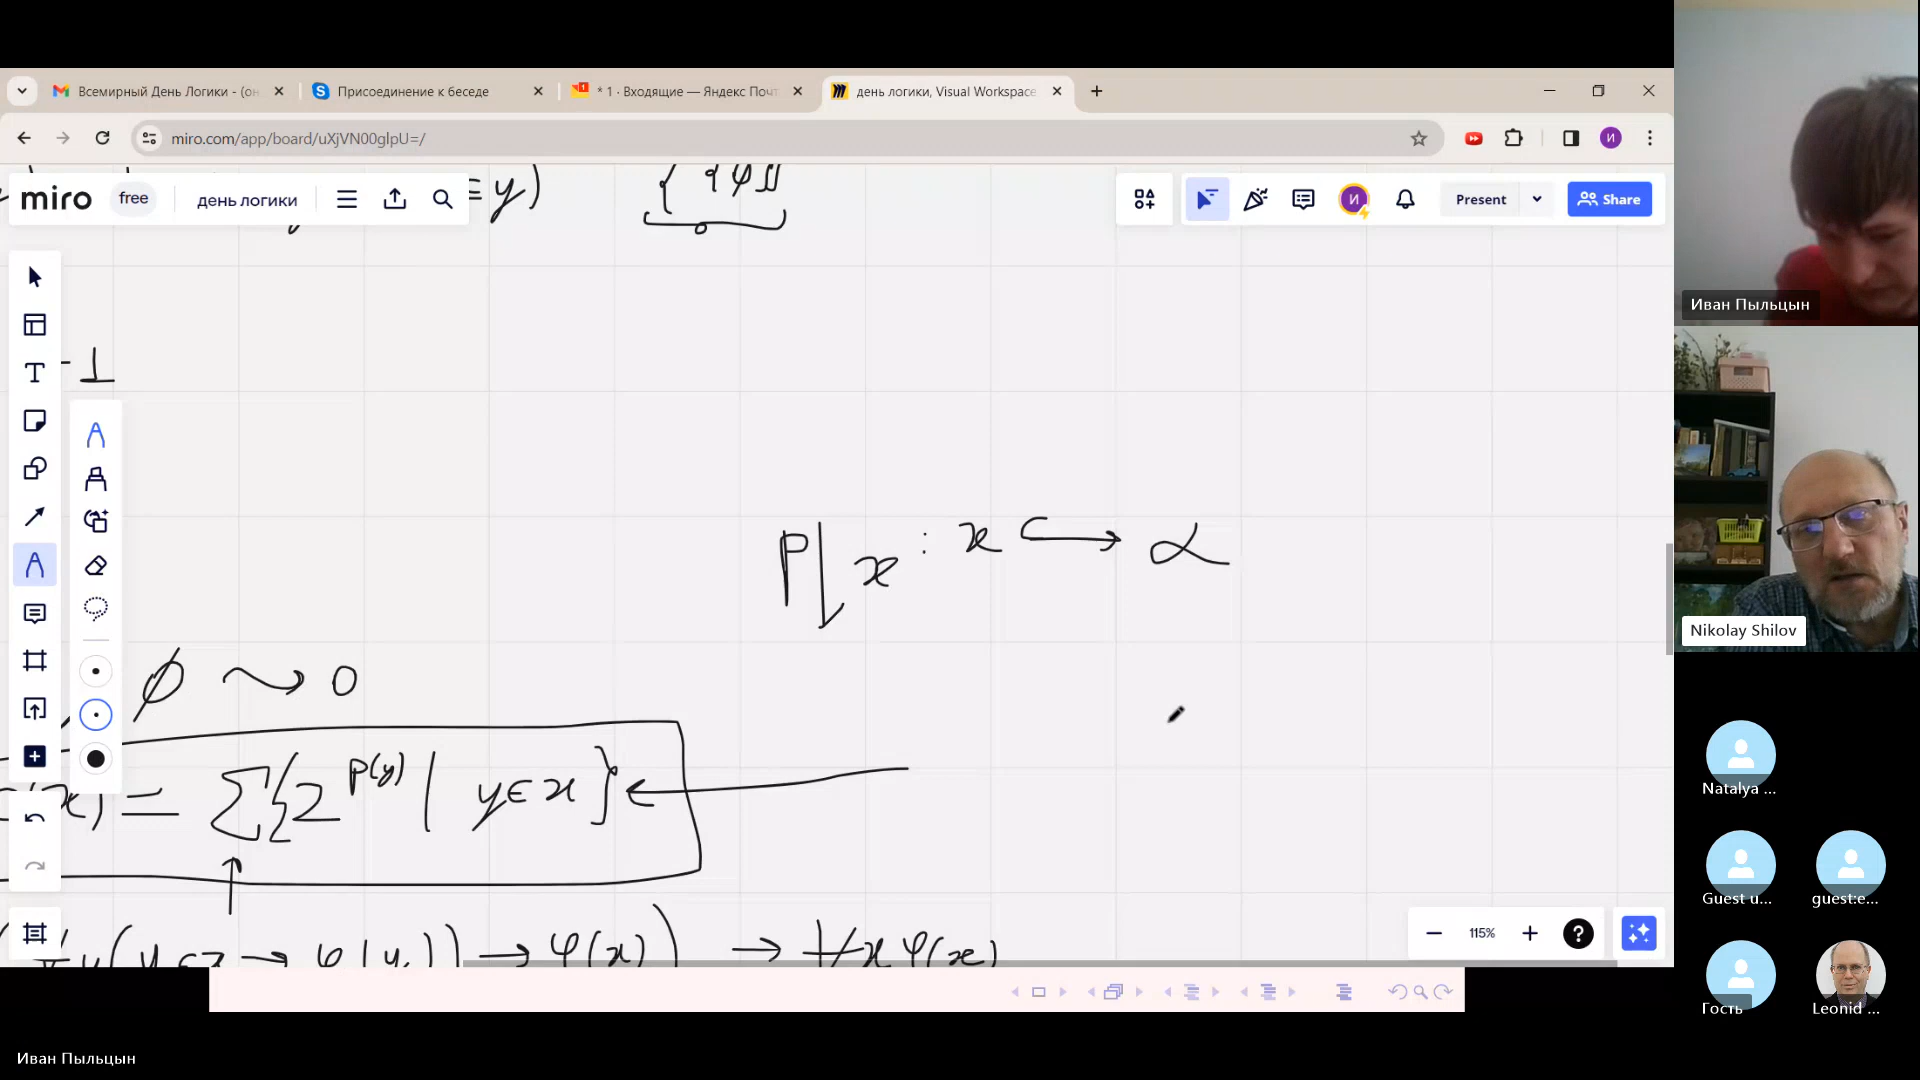 Всемирный День Логики - (он
Присоединение к беседе
* 1 · Входящие — Яндекс Почт
день логики, Visual Workspace
miro.com/app/board/uXjVN00glpU=/
miro free день логики
Present
Share
y)
{ {φ}}
⊥
P⌊x : x ↪ α
∅ ⇝ 0
= Σ{2^{p(y)} | y∈x}
→ φ(x)) → ∀x φ(x)
115%
Иван Пыльцын
Nikolay Shilov
Natalya ...
Guest u...
guest:e...
Гость
Leonid ...
Иван Пыльцын